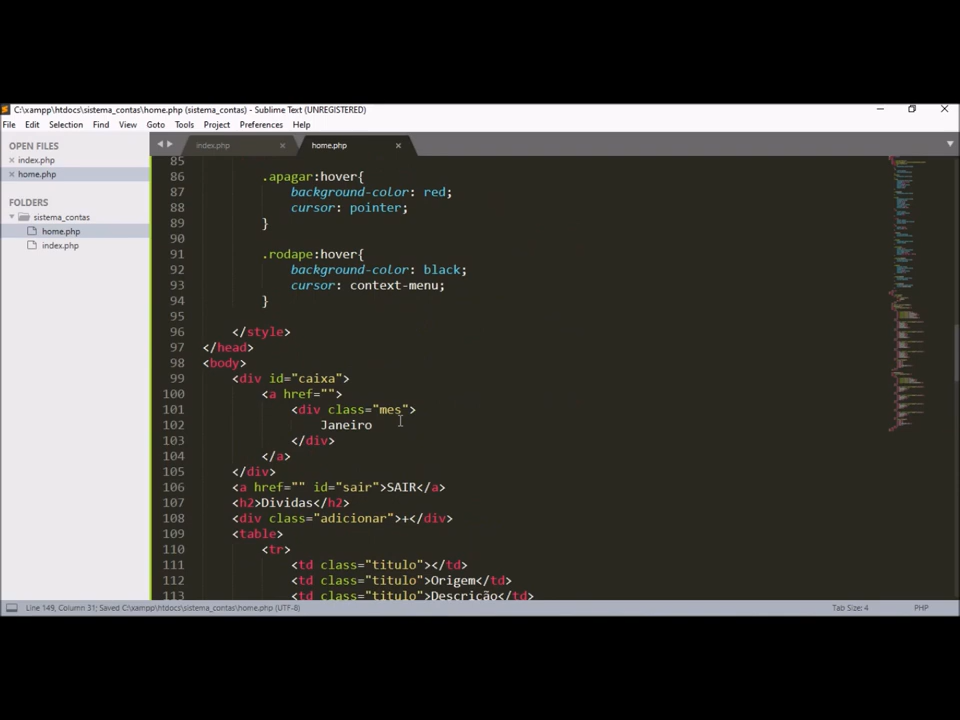 C:\xampp\htdocs\sistema_contas\home.php (sistema_contas) - Sublime Text (UNREGISTERED)
File Edit Selection Find View Goto Tools Project Preferences Help
OPEN FILES
index.php
home.php
FOLDERS
sistema_contas
home.php
index.php
index.php home.php
85
86 .apagar:hover{
87 background-color: red;
88 cursor: pointer;
89 }
90
91 .rodape:hover{
92 background-color: black;
93 cursor: context-menu;
94 }
95
96 </style>
97 </head>
98 <body>
99 <div id="caixa">
100 <a href="">
101 <div class="mes">
102 Janeiro
103 </div>
104 </a>
105 </div>
106 <a href="" id="sair">SAIR</a>
107 <h2>Dividas</h2>
108 <div class="adicionar">+</div>
109 <table>
110 <tr>
111 <td class="titulo"></td>
112 <td class="titulo">Origem</td>
113 <td class="titulo">Descrição</td>
Line 149, Column 31; Saved C:\xampp\htdocs\sistema_contas\home.php (UTF-8)
Tab Size: 4
PHP